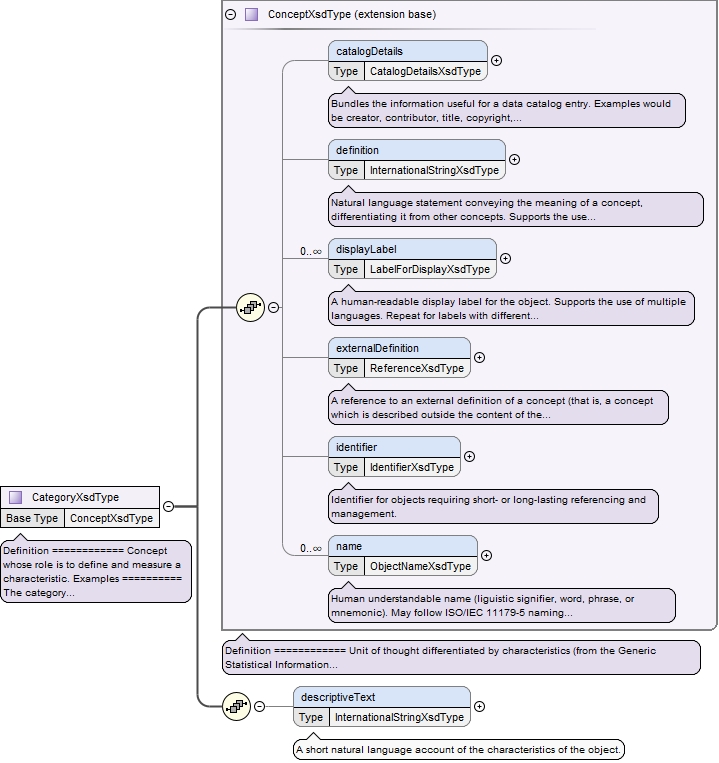 ConceptXsdType (extension base)
catalogDetails
Type CatalogDetailsXsdType
Bundles the information useful for a data catalog entry. Examples would
be creator, contributor, title, copyright,...
definition
Type InternationalStringXsdType
Natural language statement conveying the meaning of a concept,
differentiating it from other concepts. Supports the use...
0..∞
displayLabel
Type LabelForDisplayXsdType
A human-readable display label for the object. Supports the use of multiple
languages. Repeat for labels with different...
externalDefinition
Type ReferenceXsdType
A reference to an external definition of a concept (that is, a concept
which is described outside the content of the...
identifier
Type IdentifierXsdType
Identifier for objects requiring short- or long-lasting referencing and
management.
CategoryXsdType
Base Type ConceptXsdType
Definition ============ Concept
whose role is to define and measure a
characteristic. Examples ==========
The category...
0..∞
name
Type ObjectNameXsdType
Human understandable name (liguistic signifier, word, phrase, or
mnemonic). May follow ISO/IEC 11179-5 naming...
Definition ============ Unit of thought differentiated by characteristics (from the Generic
Statistical Information...
descriptiveText
Type InternationalStringXsdType
A short natural language account of the characteristics of the object.